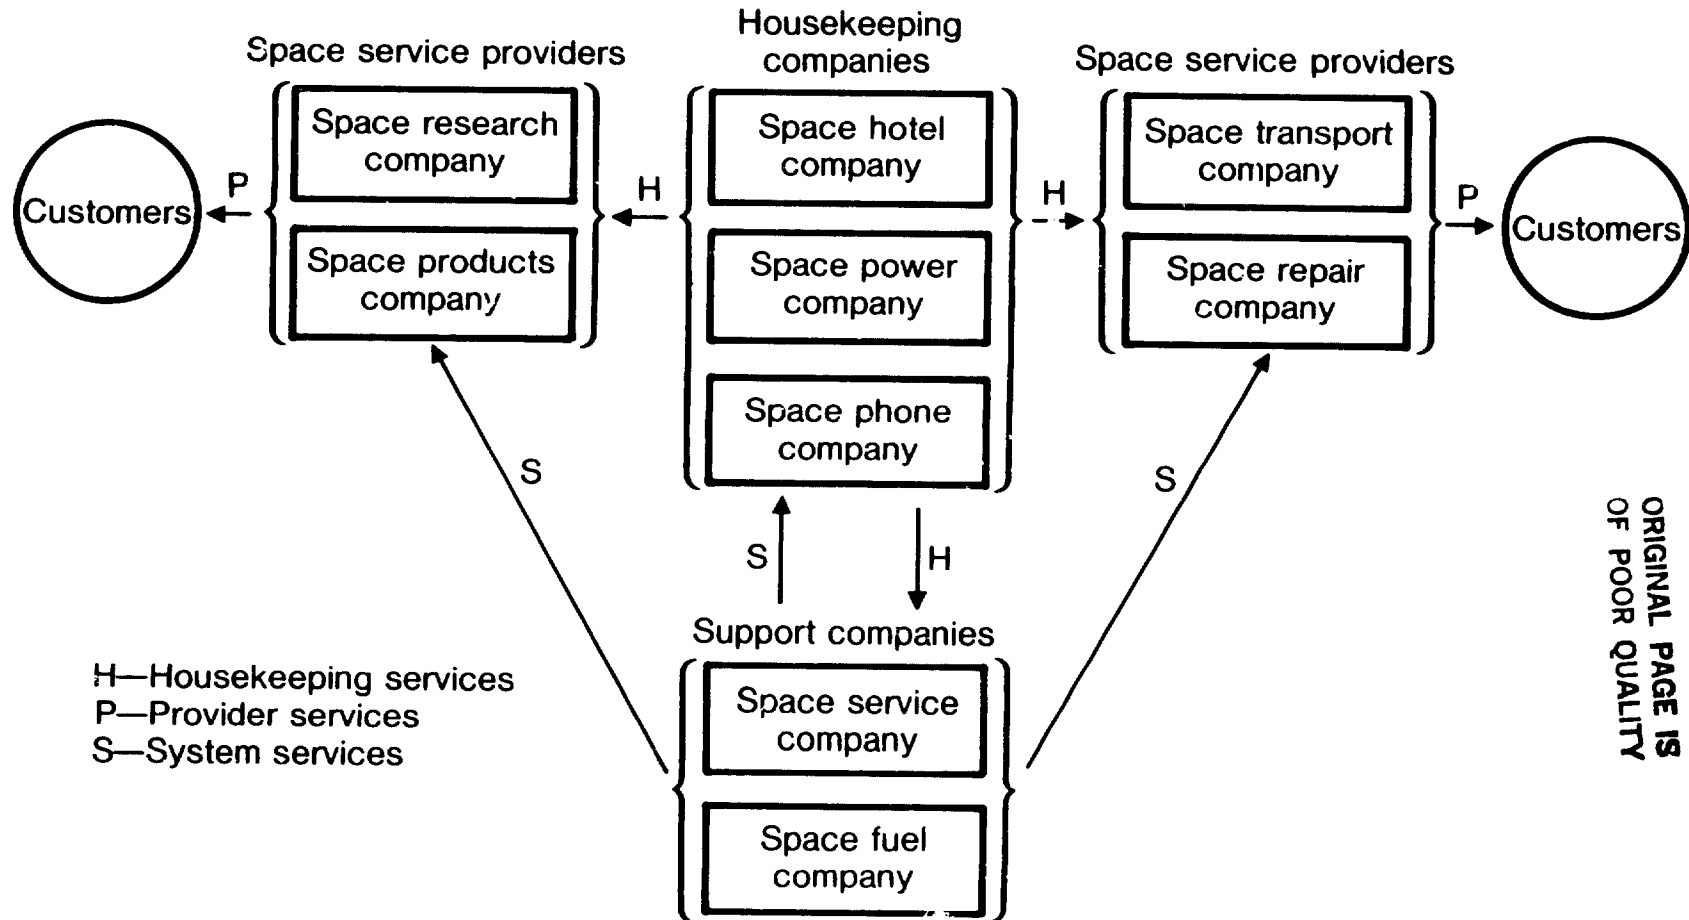 Space service providers
Space research
company
Space products
company
Customers
P
H
Housekeeping
companies
Space hotel
company
Space power
company
Space phone
company
H
Space service providers
Space transport
company
Space repair
company
P
Customers
S
S
H
S
Support companies
Space service
company
Space fuel
company
H—Housekeeping services
P—Provider services
S—System services
ORIGINAL PAGE IS
OF POOR QUALITY